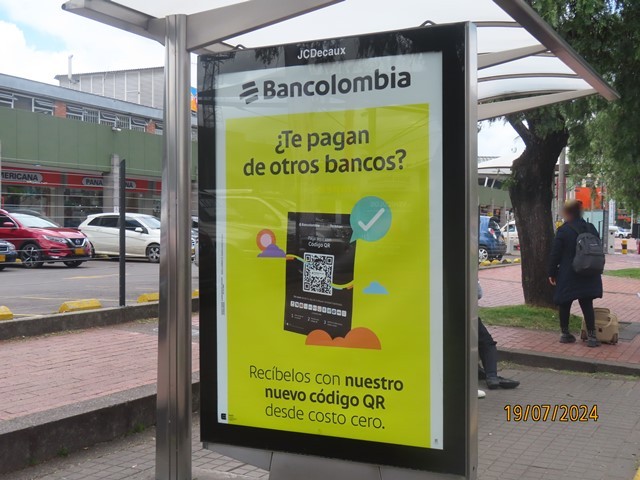 JCDecaux
Bancolombia
¿Te pagan
de otros bancos?
Código QR
Recíbelos con nuestro
nuevo código QR
desde costo cero.
19/07/2024